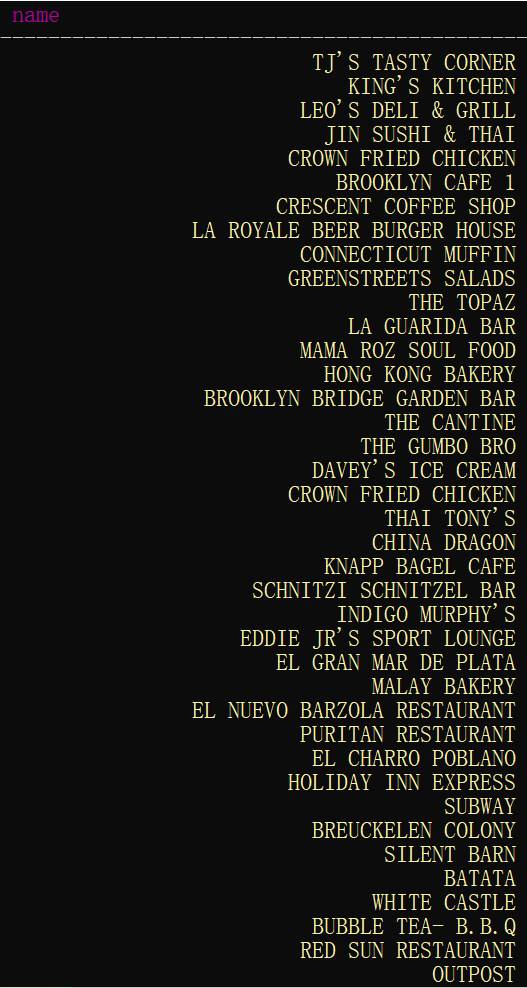 name
TJ'S TASTY CORNER
KING'S KITCHEN
LEO'S DELI & GRILL
JIN SUSHI & THAI
CROWN FRIED CHICKEN
BROOKLYN CAFE 1
CRESCENT COFFEE SHOP
LA ROYALE BEER BURGER HOUSE
CONNECTICUT MUFFIN
GREENSTREETS SALADS
THE TOPAZ
LA GUARIDA BAR
MAMA ROZ SOUL FOOD
HONG KONG BAKERY
BROOKLYN BRIDGE GARDEN BAR
THE CANTINE
THE GUMBO BRO
DAVEY'S ICE CREAM
CROWN FRIED CHICKEN
THAI TONY'S
CHINA DRAGON
KNAPP BAGEL CAFE
SCHNITZI SCHNITZEL BAR
INDIGO MURPHY'S
EDDIE JR'S SPORT LOUNGE
EL GRAN MAR DE PLATA
MALAY BAKERY
EL NUEVO BARZOLA RESTAURANT
PURITAN RESTAURANT
EL CHARRO POBLANO
HOLIDAY INN EXPRESS
SUBWAY
BREUCKELEN COLONY
SILENT BARN
BATATA
WHITE CASTLE
BUBBLE TEA- B.B.Q
RED SUN RESTAURANT
OUTPOST